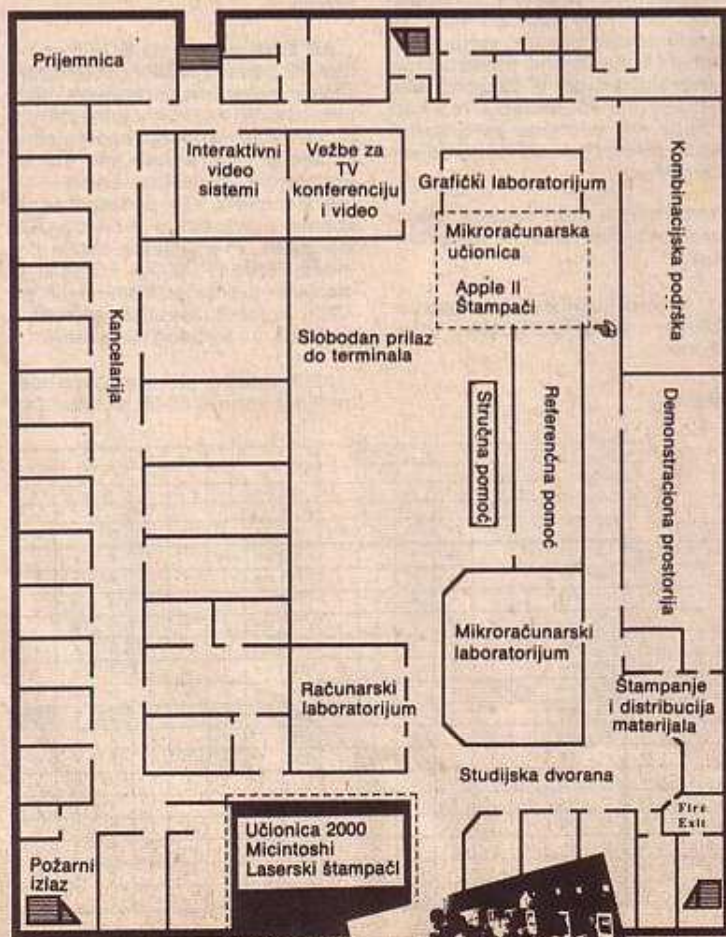 Prijemnica
Interaktivni
video
sistemi
Vežbe za
TV
konferenciju
i video
Grafički laboratorijum
Mikroračunarska
učionica
Apple II
Štampači
Kombinacijska podrška
Kancelarija
Slobodan prilaz
do terminala
Stručna pomoć
Referenčna pomoć
Demonstraciona prostorija
Mikroračunarski
laboratorijum
Računarski
laboratorijum
Štampanje
i distribucija
materijala
Studijska dvorana
Učionica 2000
Micintoshi
Laserski štampači
Fire
Exit
Požarni
izlaz